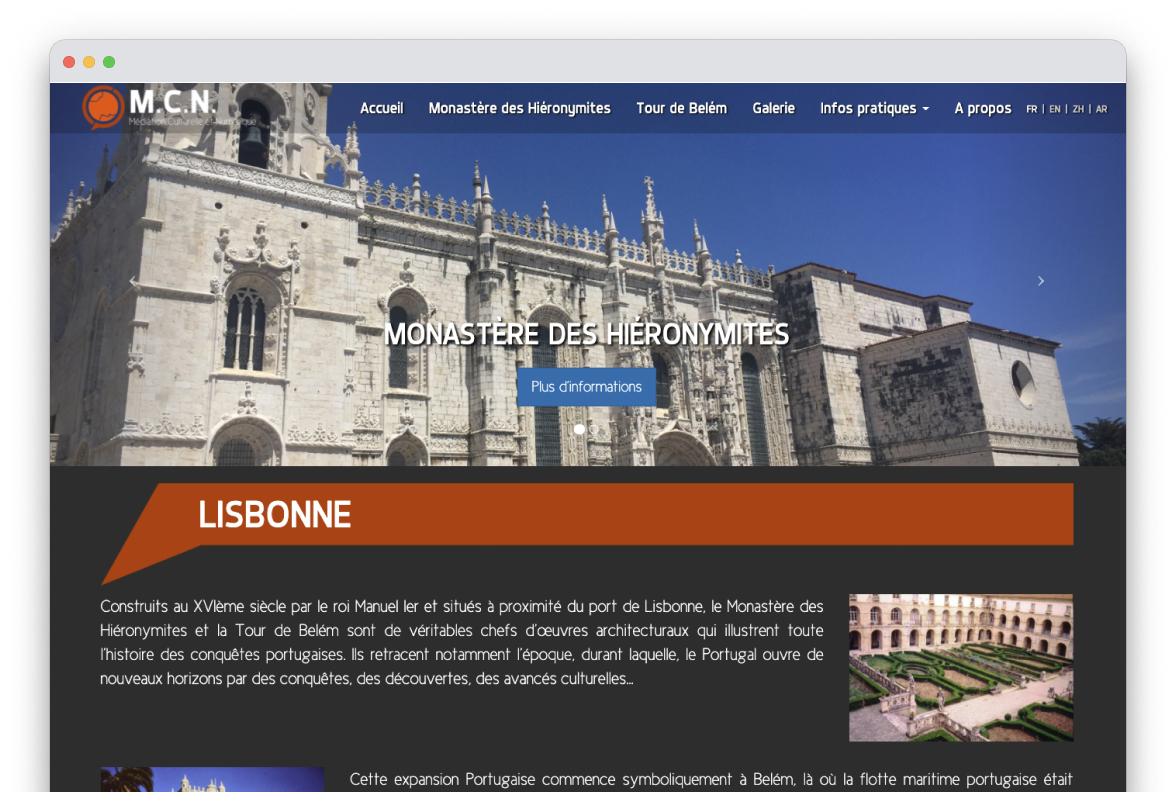 M.C.N.
Médiation Culturelle et Numérique
Accueil Monastère des Hiéronymites Tour de Belém Galerie Infos pratiques A propos FR | EN | ZH | AR
MONASTÈRE DES HIÉRONYMITES
Plus d'informations
LISBONNE
Construits au XVIème siècle par le roi Manuel Ier et situés à proximité du port de Lisbonne, le Monastère des
Hiéronymites et la Tour de Belém sont de véritables chefs d'œuvres architecturaux qui illustrent toute
l'histoire des conquêtes portugaises. Ils retracent notamment l'époque, durant laquelle, le Portugal ouvre de
nouveaux horizons par des conquêtes, des découvertes, des avancés culturelles...
Cette expansion Portugaise commence symboliquement à Belém, là où la flotte maritime portugaise était